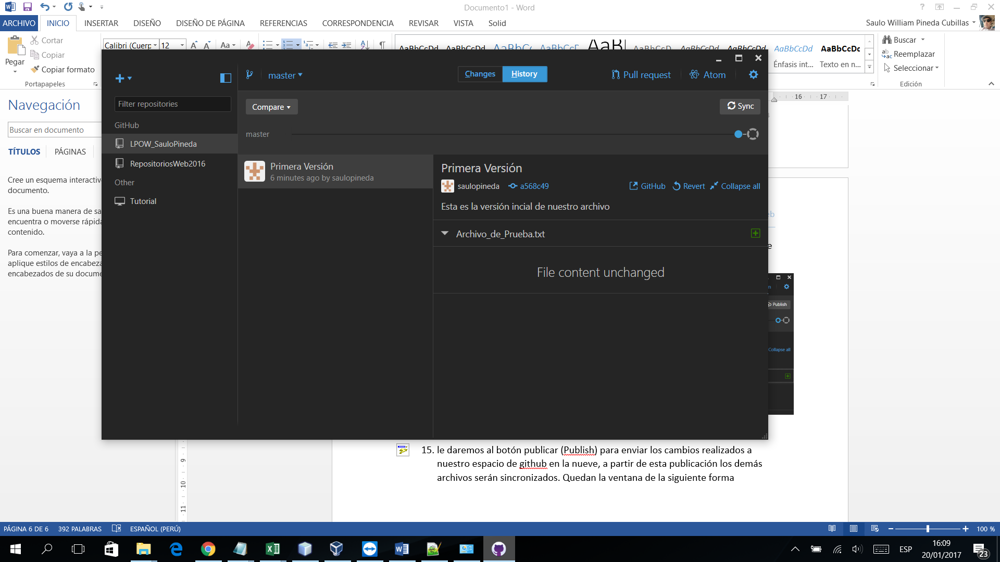 Documento1 - Word
ARCHIVO INICIO INSERTAR DISEÑO DISEÑO DE PÁGINA REFERENCIAS CORRESPONDENCIA REVISAR VISTA Solid
Saulo William Pineda Cubillas
Pegar
Cortar
Copiar
Copiar formato
Portapapeles
Calibri (Cuerp 12
Aa
AaBbCcDd AaBbCcDd AaBbC AaBbCcD AaB AaBbCcD AaBbCcDd AaBbCcDd AaBbCcDd AaBbCcDc
Énfasis int... Texto en n...
Buscar
Reemplazar
Seleccionar
Edición
16 17
Navegación
Buscar en documento
TÍTULOS PÁGINAS
Cree un esquema interactiv
documento.
Es una buena manera de sa
encuentra o moverse rápida
contenido.
Para comenzar, vaya a la pe
aplique estilos de encabeza
encabezados de su docume
master
Changes History
Pull request
Atom
Filter repositories
GitHub
LPOW_SauloPineda
RepositoriosWeb2016
Other
Tutorial
Compare
Sync
master
Primera Versión
6 minutes ago by saulopineda
Primera Versión
saulopineda a568c49
GitHub Revert Collapse all
Esta es la versión incial de nuestro archivo
Archivo_de_Prueba.txt
File content unchanged
eb
e
n
Publish
Collapse all
9
10
11
15. le daremos al botón publicar (Publish) para enviar los cambios realizados a
nuestro espacio de github en la nueve, a partir de esta publicación los demás
archivos serán sincronizados. Quedan la ventana de la siguiente forma
PÁGINA 6 DE 6 392 PALABRAS ESPAÑOL (PERÚ)
100 %
ESP
16:09
20/01/2017
23